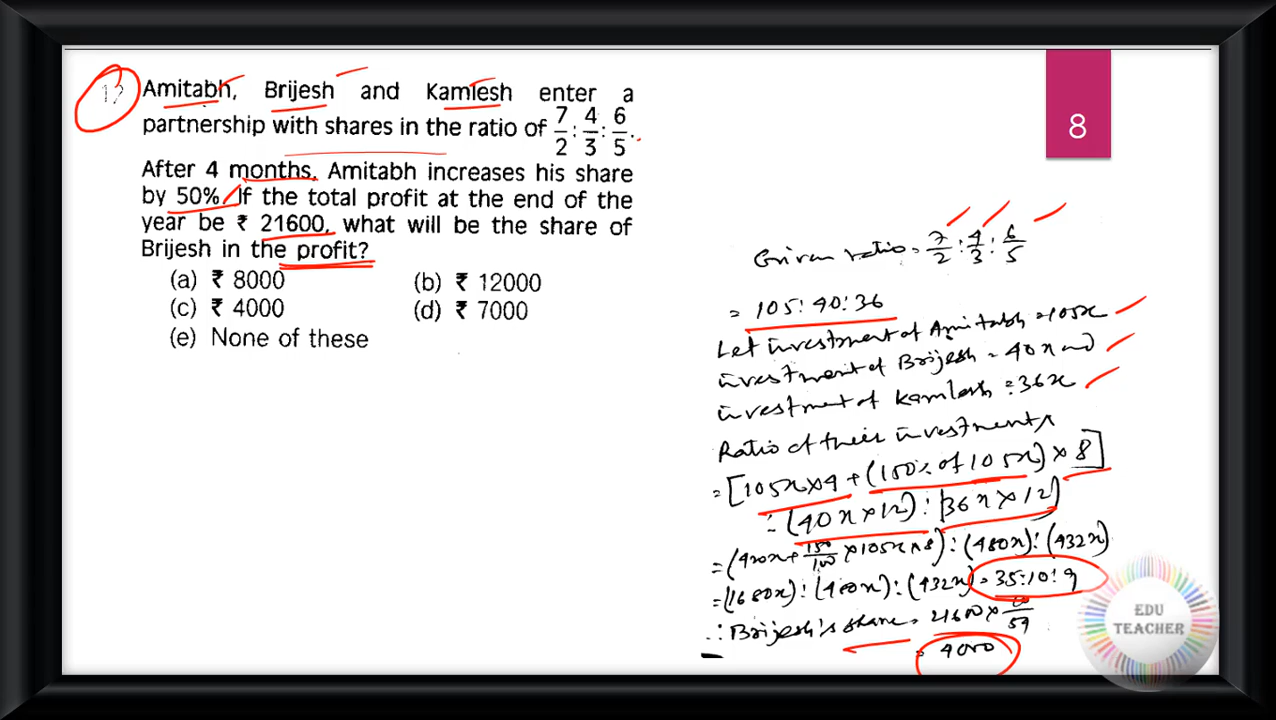 12
Amitabh, Brijesh and Kamlesh enter a
partnership with shares in the ratio of 7/2 : 4/3 : 6/5.
After 4 months, Amitabh increases his share
by 50%. If the total profit at the end of the
year be ₹ 21600, what will be the share of
Brijesh in the profit?
(a) ₹ 8000 (b) ₹ 12000
(c) ₹ 4000 (d) ₹ 7000
(e) None of these
8
Given ratio = 7/2 : 4/3 : 6/5
= 105 : 40 : 36
Let investment of Amitabh = 105x
investment of Brijesh = 40x and
investment of Kamlesh = 36x
Ratio of their investments
= [105x × 4 + (150% of 105x) × 8]
: (40x × 12) : (36x × 12)
= (420x + 150/100 × 105x × 8) : (480x) : (432x)
= (1680x) : (480x) : (432x) = 35:10:9
∴ Brijesh's share = 21600 × 10/54
= 4000
EDU
TEACHER